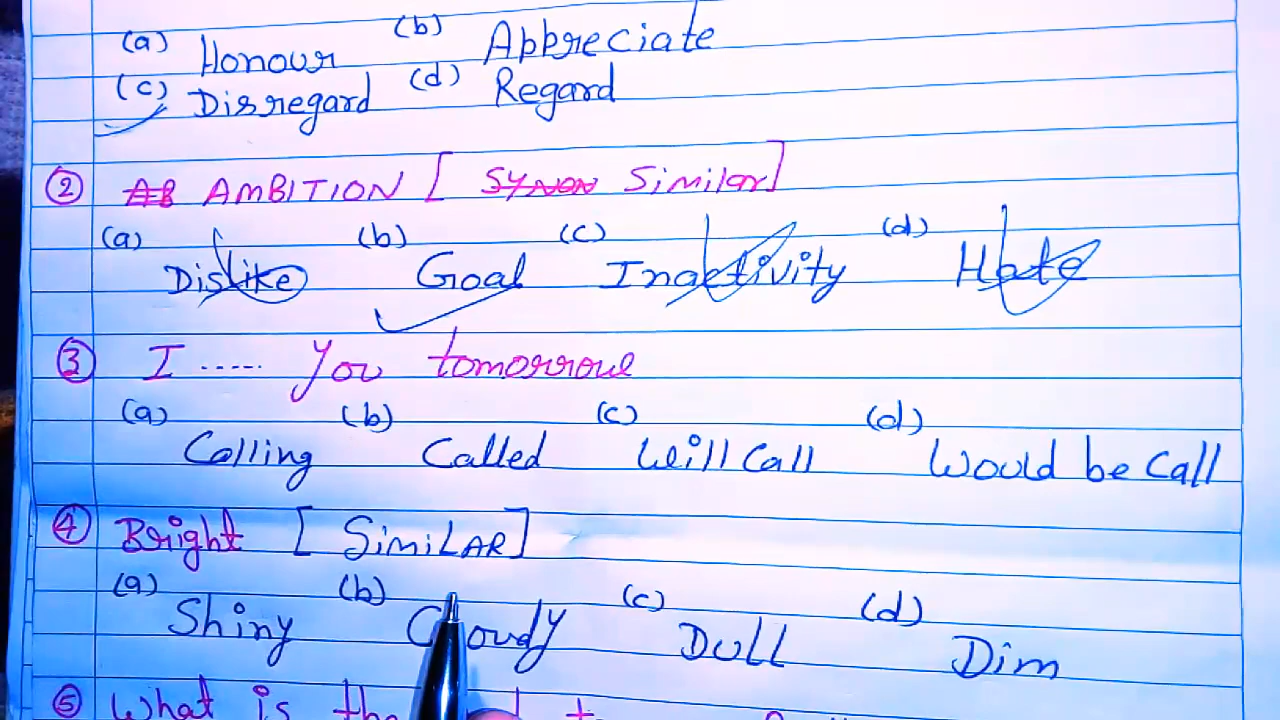 (a) Honour (b) Appreciate
(c) Disregard (d) Regard
② AB AMBITION [ SYNON Similar]
(a) Dislike (b) Goal (c) Inactivity (d) Hate
③ I ..... You tomorrow
(a) Calling (b) Called (c) Will Call (d) Would be Call
④ Bright [ SimiLAR]
(a) Shiny (b) Cloudy (c) Dull (d) Dim
⑤ What is the